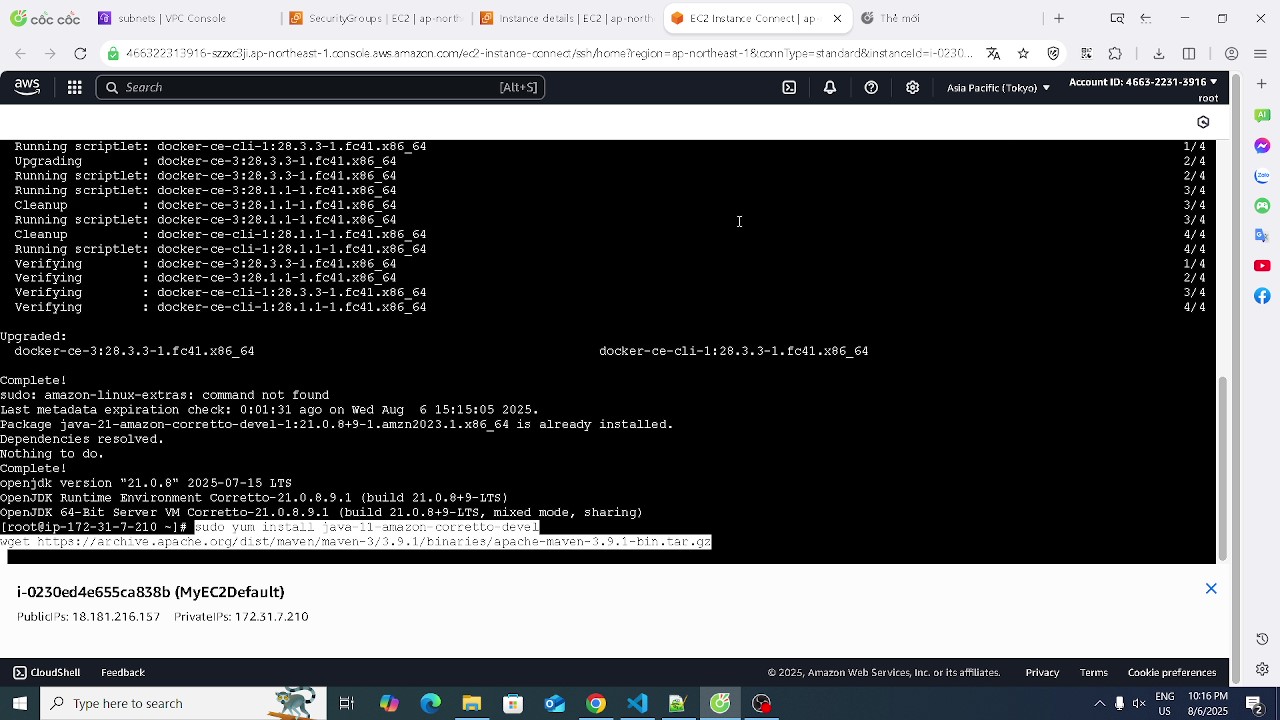 cốc cốc
subnets | VPC Console
SecurityGroups | EC2 | ap-north
Instance details | EC2 | ap-north
EC2 Instance Connect | ap-
Thẻ mới
466322313916-szzxc3ji.ap-northeast-1.console.aws.amazon.com/ec2-instance-connect/ssh/home?region=ap-northeast-1&connType=standard&instanceId=i-0230...
aws
Search
[Alt+S]
Asia Pacific (Tokyo)
Account ID: 4663-2231-3916
root
Running scriptlet: docker-ce-cli-1:28.3.3-1.fc41.x86_64 1/4
Upgrading : docker-ce-3:28.3.3-1.fc41.x86_64 2/4
Running scriptlet: docker-ce-3:28.3.3-1.fc41.x86_64 2/4
Running scriptlet: docker-ce-3:28.1.1-1.fc41.x86_64 3/4
Cleanup : docker-ce-3:28.1.1-1.fc41.x86_64 3/4
Running scriptlet: docker-ce-3:28.1.1-1.fc41.x86_64 3/4
Cleanup : docker-ce-cli-1:28.1.1-1.fc41.x86_64 4/4
Running scriptlet: docker-ce-cli-1:28.1.1-1.fc41.x86_64 4/4
Verifying : docker-ce-3:28.3.3-1.fc41.x86_64 1/4
Verifying : docker-ce-3:28.1.1-1.fc41.x86_64 2/4
Verifying : docker-ce-cli-1:28.3.3-1.fc41.x86_64 3/4
Verifying : docker-ce-cli-1:28.1.1-1.fc41.x86_64 4/4
Upgraded:
docker-ce-3:28.3.3-1.fc41.x86_64 docker-ce-cli-1:28.3.3-1.fc41.x86_64
Complete!
sudo: amazon-linux-extras: command not found
Last metadata expiration check: 0:01:31 ago on Wed Aug  6 15:15:05 2025.
Package java-21-amazon-corretto-devel-1:21.0.8+9-1.amzn2023.1.x86_64 is already installed.
Dependencies resolved.
Nothing to do.
Complete!
openjdk version "21.0.8" 2025-07-15 LTS
OpenJDK Runtime Environment Corretto-21.0.8.9.1 (build 21.0.8+9-LTS)
OpenJDK 64-Bit Server VM Corretto-21.0.8.9.1 (build 21.0.8+9-LTS, mixed mode, sharing)
[root@ip-172-31-7-210 ~]# sudo yum install java-11-amazon-corretto-devel
wget https://archive.apache.org/dist/maven/maven-3/3.9.1/binaries/apache-maven-3.9.1-bin.tar.gz
i-0230ed4e655ca838b (MyEC2Default)
PublicIPs: 18.181.216.157 PrivateIPs: 172.31.7.210
CloudShell Feedback © 2025, Amazon Web Services, Inc. or its affiliates. Privacy Terms Cookie preferences
Type here to search
ENG
US
10:16 PM
8/6/2025
2
AI
Zalo